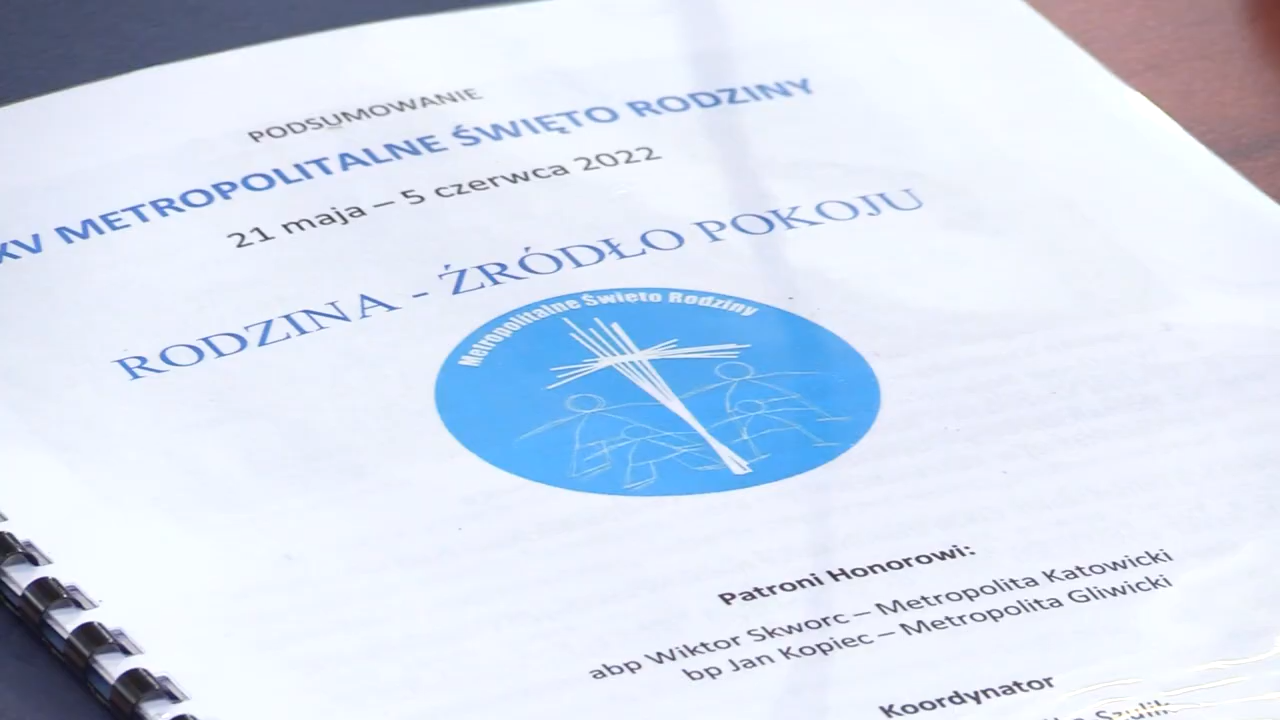 PODSUMOWANIE
XV METROPOLITALNE ŚWIĘTO RODZINY
21 maja – 5 czerwca 2022
RODZINA - ŹRÓDŁO POKOJU
Metropolitalne Święto Rodziny
Patroni Honorowi:
abp Wiktor Skworc – Metropolita Katowicki
bp Jan Kopiec – Metropolita Gliwicki
Koordynator
Szulik